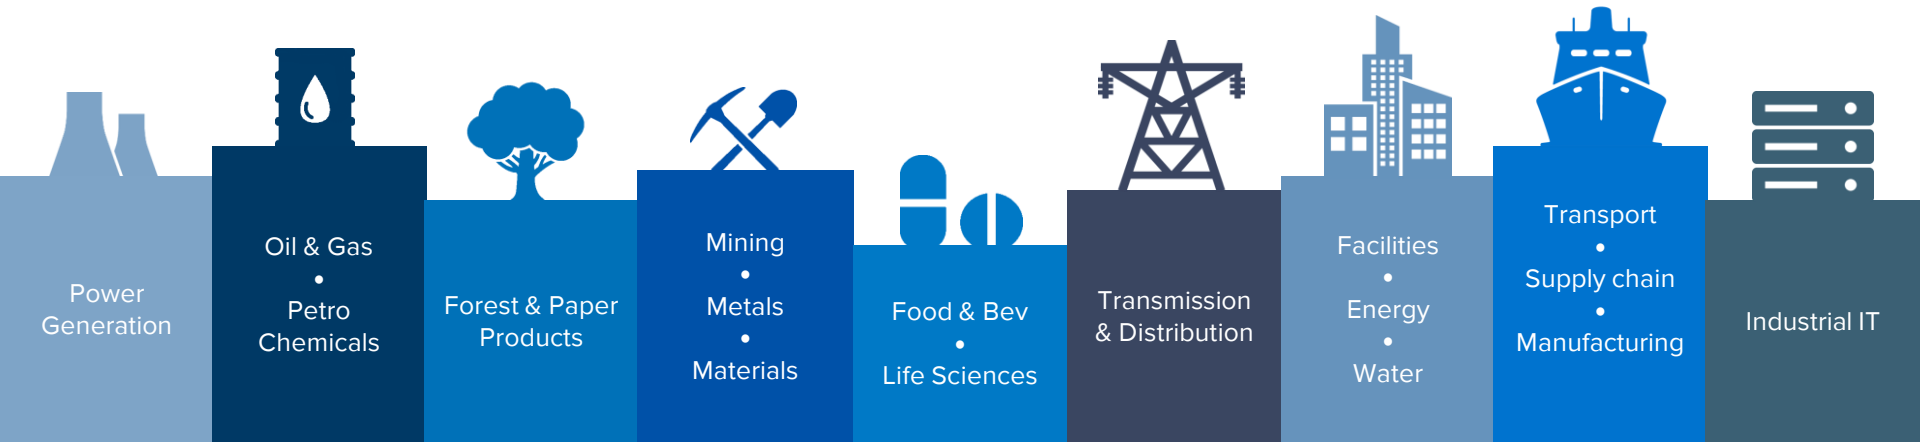 Power
Generation
Oil & Gas
•
Petro
Chemicals
Forest & Paper
Products
Mining
•
Metals
•
Materials
Food & Bev
•
Life Sciences
Transmission
& Distribution
Facilities
•
Energy
•
Water
Transport
•
Supply chain
•
Manufacturing
Industrial IT